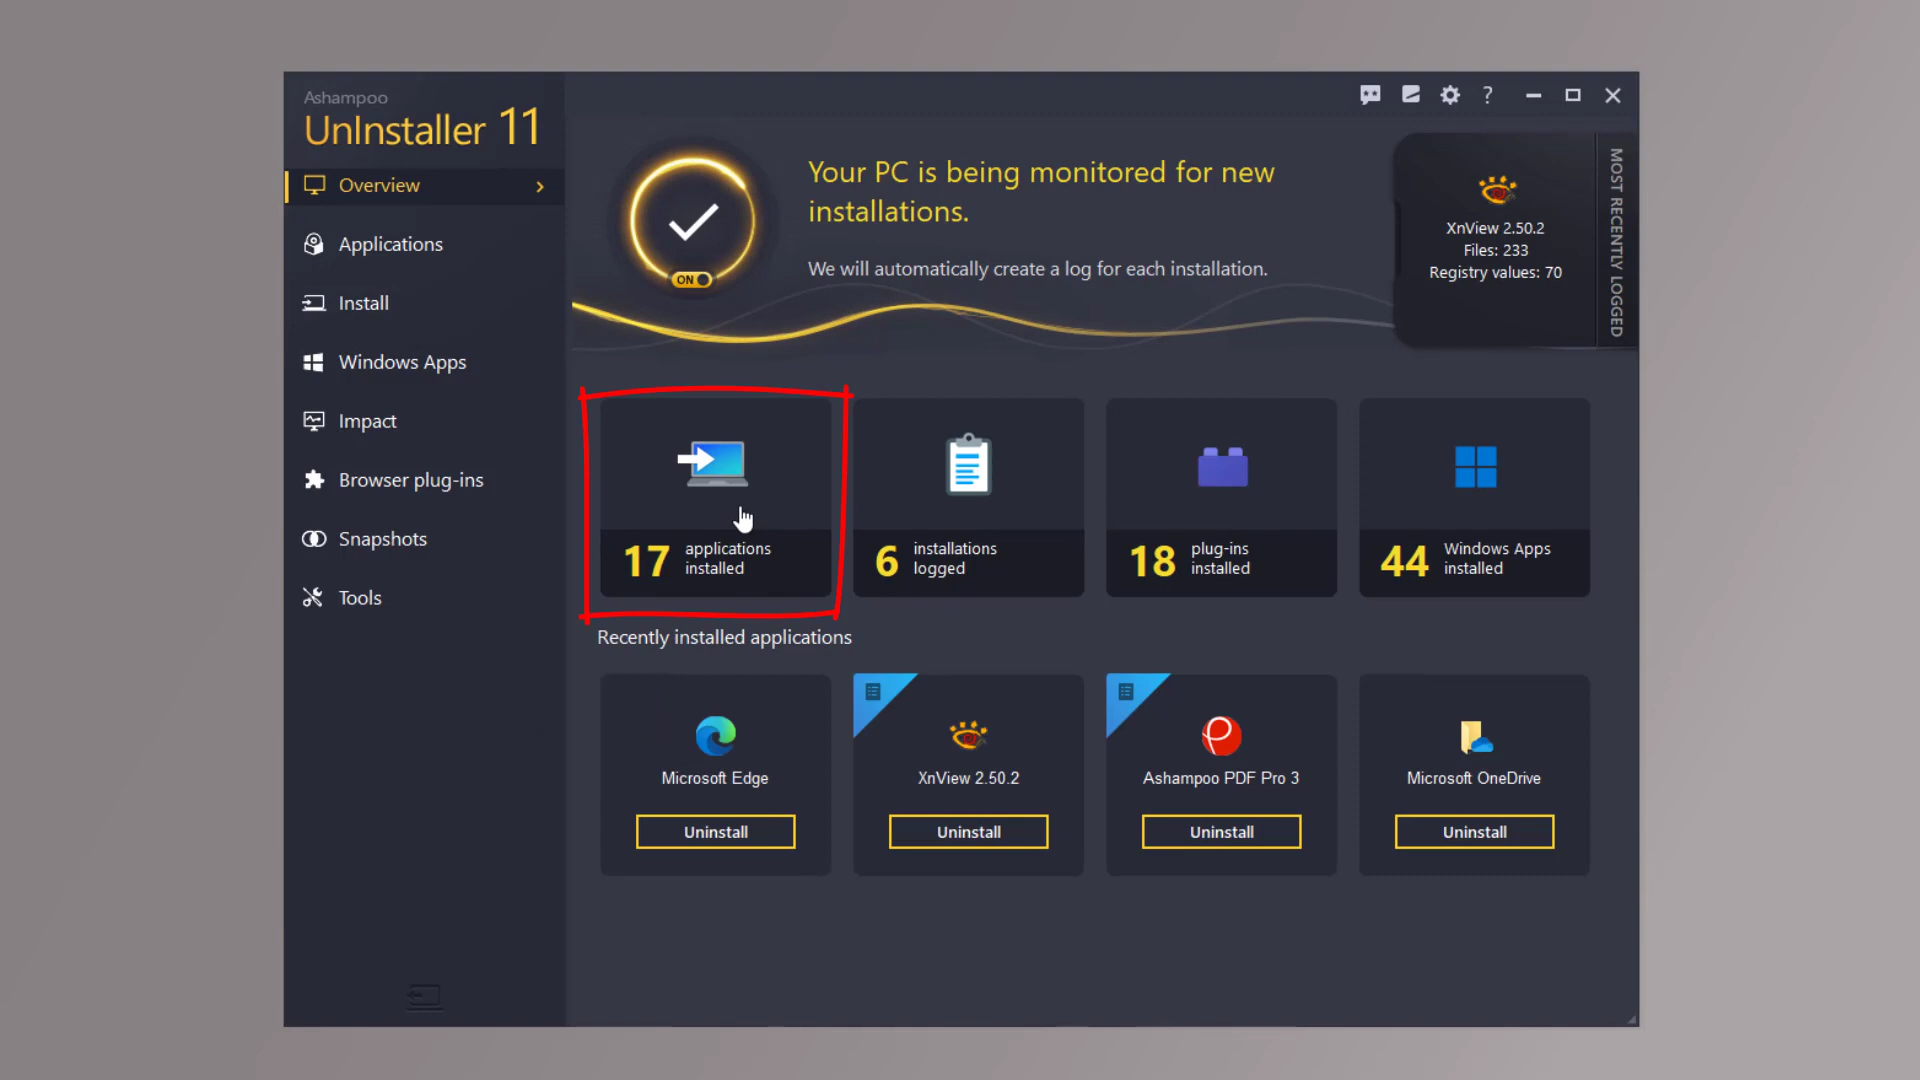 Ashampoo
UnInstaller 11
Overview
Applications
Install
Windows Apps
Impact
Browser plug-ins
Snapshots
Tools
?
ON
Your PC is being monitored for new
installations.
We will automatically create a log for each installation.
XnView 2.50.2
Files: 233
Registry values: 70
MOST RECENTLY LOGGED
17 applications
installed
6 installations
logged
18 plug-ins
installed
44 Windows Apps
installed
Recently installed applications
Microsoft Edge
Uninstall
XnView 2.50.2
Uninstall
Ashampoo PDF Pro 3
Uninstall
Microsoft OneDrive
Uninstall